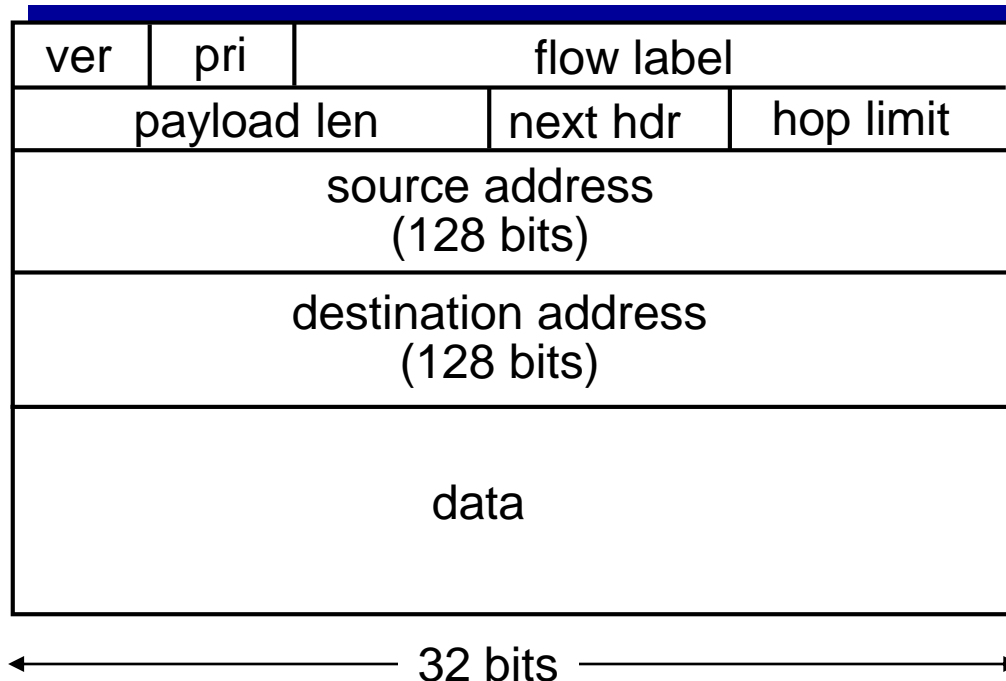 ver pri flow label
payload len next hdr hop limit
source address
(128 bits)
destination address
(128 bits)
data
32 bits